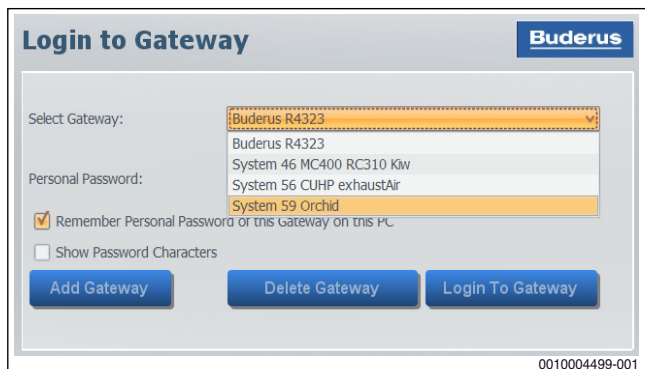 Login to Gateway
Buderus
Select Gateway:
Buderus R4323
Buderus R4323
System 46 MC400 RC310 Kiw
System 56 CUHP exhaustAir
System 59 Orchid
Personal Password:
Remember Personal Password of this Gateway on this PC
Show Password Characters
Add Gateway
Delete Gateway
Login To Gateway
0010004499-001